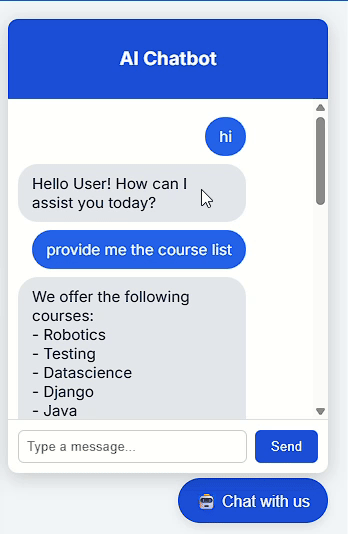 AI Chatbot
hi
Hello User! How can I
assist you today?
provide me the course list
We offer the following
courses:
- Robotics
- Testing
- Datascience
- Django
- Java
Type a message...
Send
Chat with us